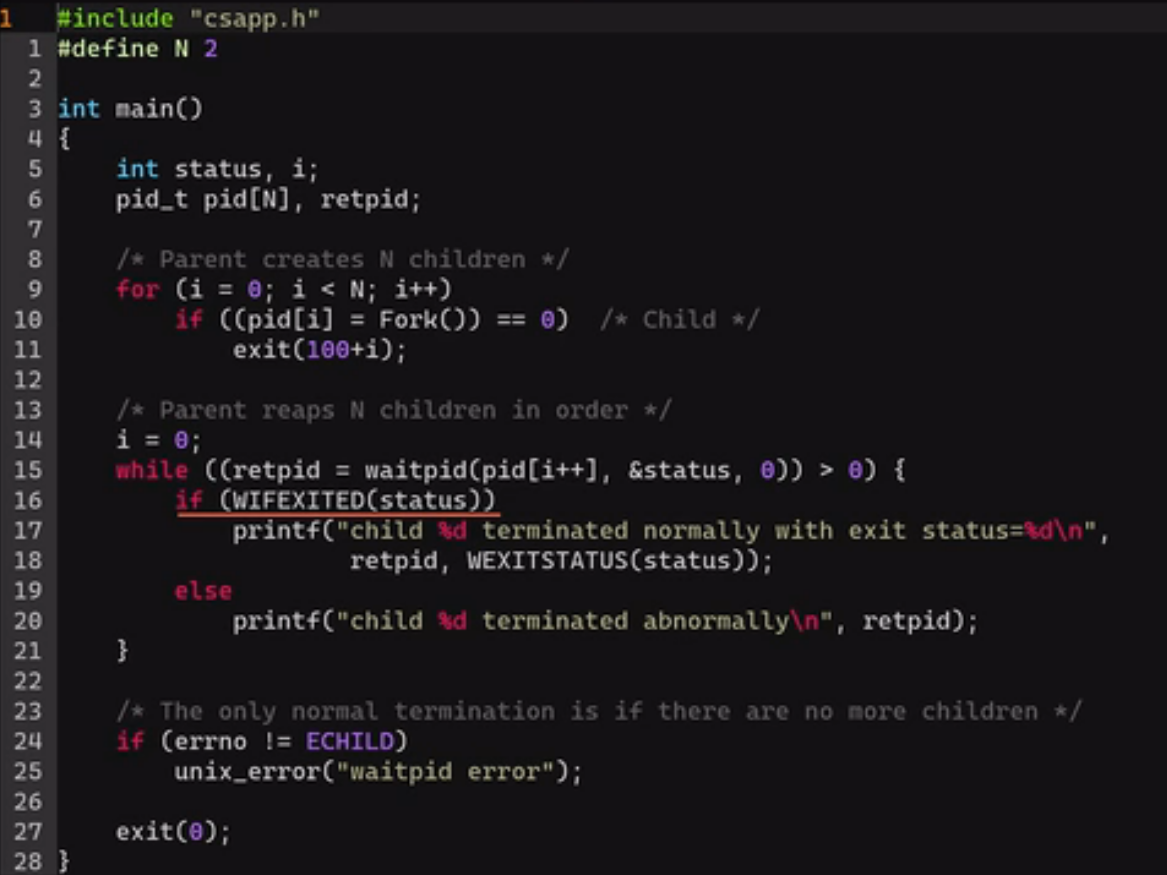 1 #include "csapp.h"
1 #define N 2
2
3 int main()
4 {
5     int status, i;
6     pid_t pid[N], retpid;
7
8     /* Parent creates N children */
9     for (i = 0; i < N; i++)
10         if ((pid[i] = Fork()) == 0)  /* Child */
11             exit(100+i);
12
13     /* Parent reaps N children in order */
14     i = 0;
15     while ((retpid = waitpid(pid[i++], &status, 0)) > 0) {
16         if (WIFEXITED(status))
17             printf("child %d terminated normally with exit status=%d\n",
18                     retpid, WEXITSTATUS(status));
19         else
20             printf("child %d terminated abnormally\n", retpid);
21     }
22
23     /* The only normal termination is if there are no more children */
24     if (errno != ECHILD)
25         unix_error("waitpid error");
26
27     exit(0);
28 }